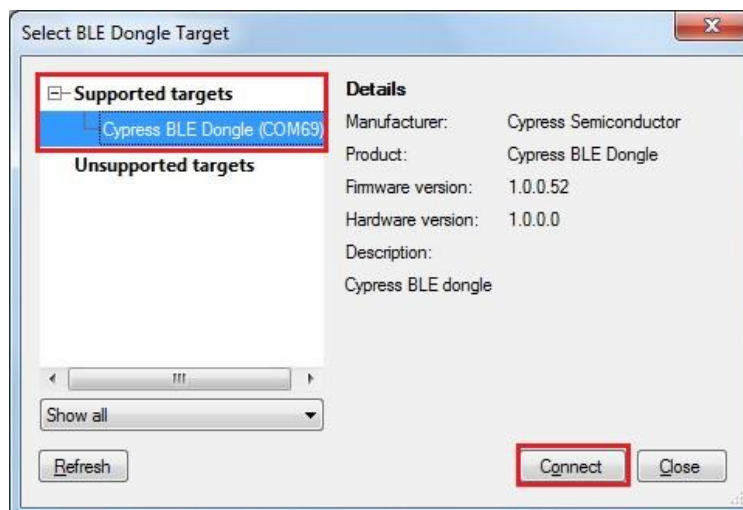 Select BLE Dongle Target
Supported targets
Cypress BLE Dongle (COM69)
Unsupported targets
Show all
Refresh
Details
Manufacturer: Cypress Semiconductor
Product: Cypress BLE Dongle
Firmware version: 1.0.0.52
Hardware version: 1.0.0.0
Description:
Cypress BLE dongle
Connect Close